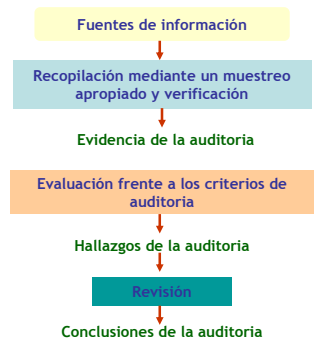 Fuentes de información
Recopilación mediante un muestreo
apropiado y verificación
Evidencia de la auditoria
Evaluación frente a los criterios de
auditoria
Hallazgos de la auditoria
Revisión
Conclusiones de la auditoria